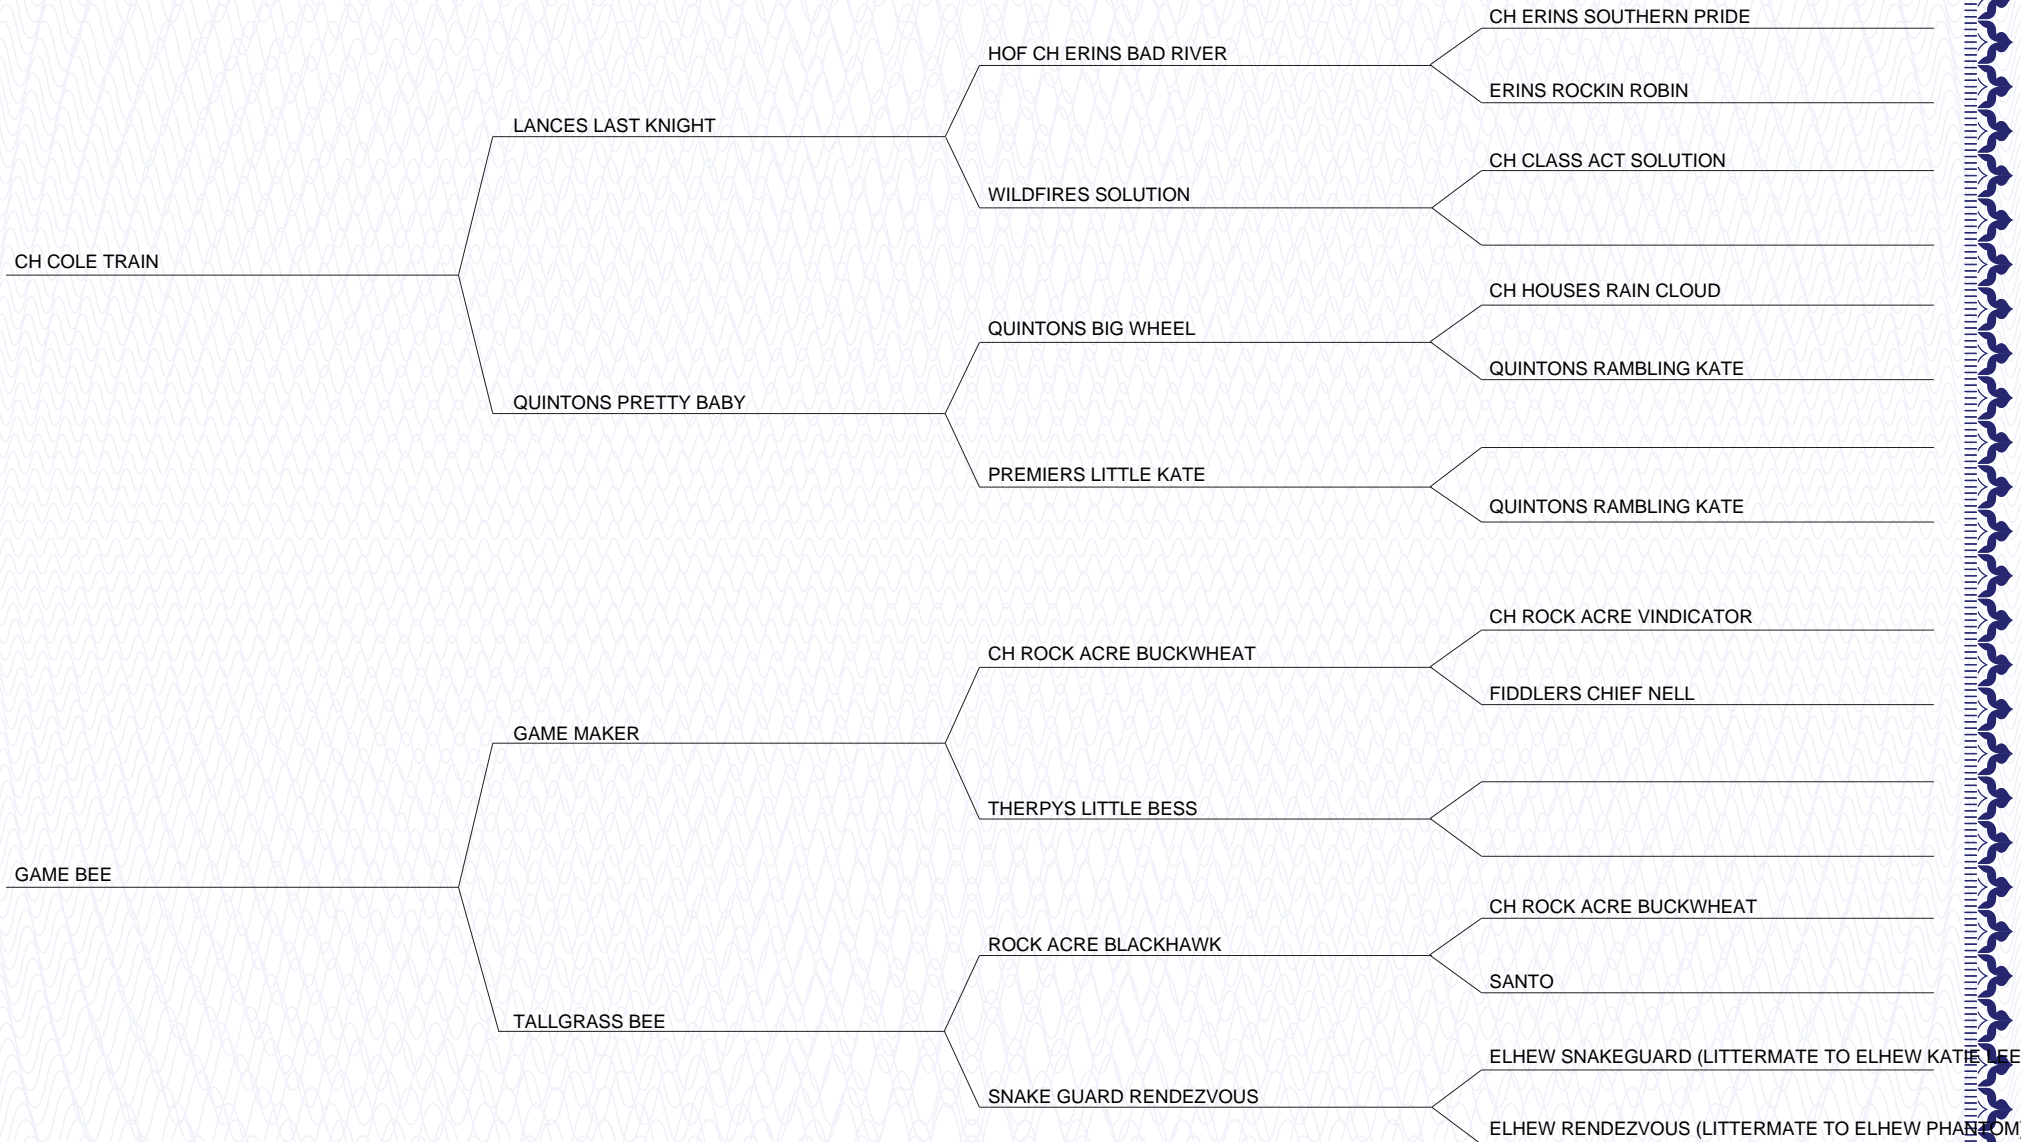 CH ERINS SOUTHERN PRIDE
HOF CH ERINS BAD RIVER
ERINS ROCKIN ROBIN
LANCES LAST KNIGHT
CH CLASS ACT SOLUTION
WILDFIRES SOLUTION
CH COLE TRAIN
CH HOUSES RAIN CLOUD
QUINTONS BIG WHEEL
QUINTONS RAMBLING KATE
QUINTONS PRETTY BABY
PREMIERS LITTLE KATE
QUINTONS RAMBLING KATE
CH ROCK ACRE VINDICATOR
CH ROCK ACRE BUCKWHEAT
FIDDLERS CHIEF NELL
GAME MAKER
THERPYS LITTLE BESS
GAME BEE
CH ROCK ACRE BUCKWHEAT
ROCK ACRE BLACKHAWK
SANTO
TALLGRASS BEE
ELHEW SNAKEGUARD (LITTERMATE TO ELHEW KATIE LEE
SNAKE GUARD RENDEZVOUS
ELHEW RENDEZVOUS (LITTERMATE TO ELHEW PHANTOM)